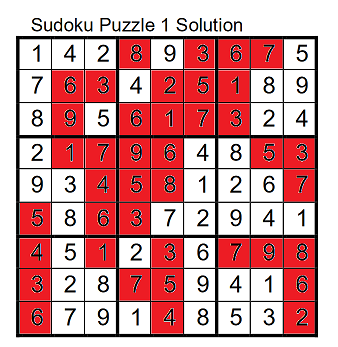 Sudoku Puzzle 1 Solution
1 4 2 8 9 3 6 7 5
7 6 3 4 2 5 1 8 9
8 9 5 6 1 7 3 2 4
2 1 7 9 6 4 8 5 3
9 3 4 5 8 1 2 6 7
5 8 6 3 7 2 9 4 1
4 5 1 2 3 6 7 9 8
3 2 8 7 5 9 4 1 6
6 7 9 1 4 8 5 3 2